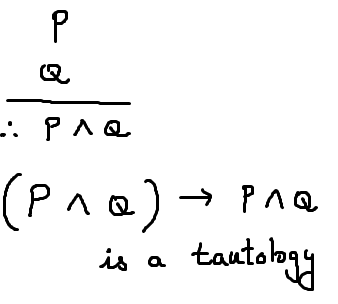 P
Q
∴ P ∧ Q
(P ∧ Q) → P ∧ Q
is a tautology